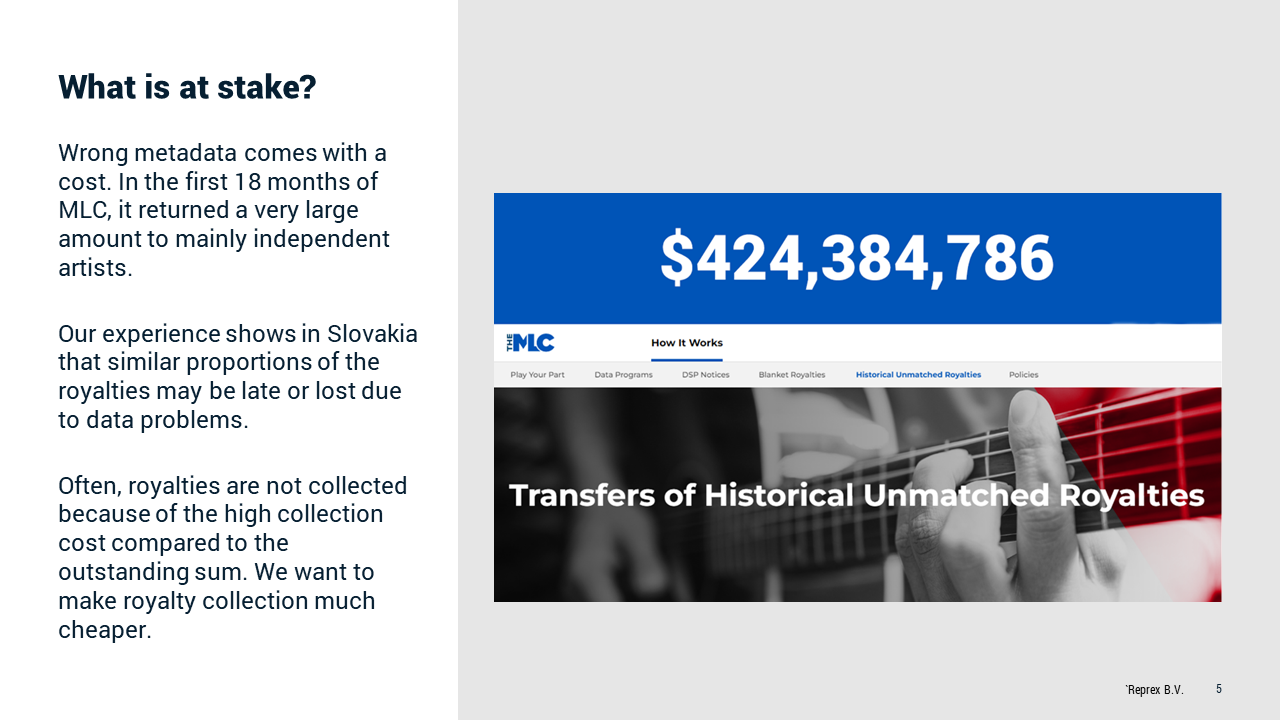 What is at stake?
Wrong metadata comes with a
cost. In the first 18 months of
MLC, it returned a very large
amount to mainly independent
artists.
Our experience shows in Slovakia
that similar proportions of the
royalties may be late or lost due
to data problems.
Often, royalties are not collected
because of the high collection
cost compared to the
outstanding sum. We want to
make royalty collection much
cheaper.
$424,384,786
THE MLC
How It Works
Play Your Part Data Programs DSP Notices Blanket Royalties Historical Unmatched Royalties Policies
Transfers of Historical Unmatched Royalties
`Reprex B.V. 5